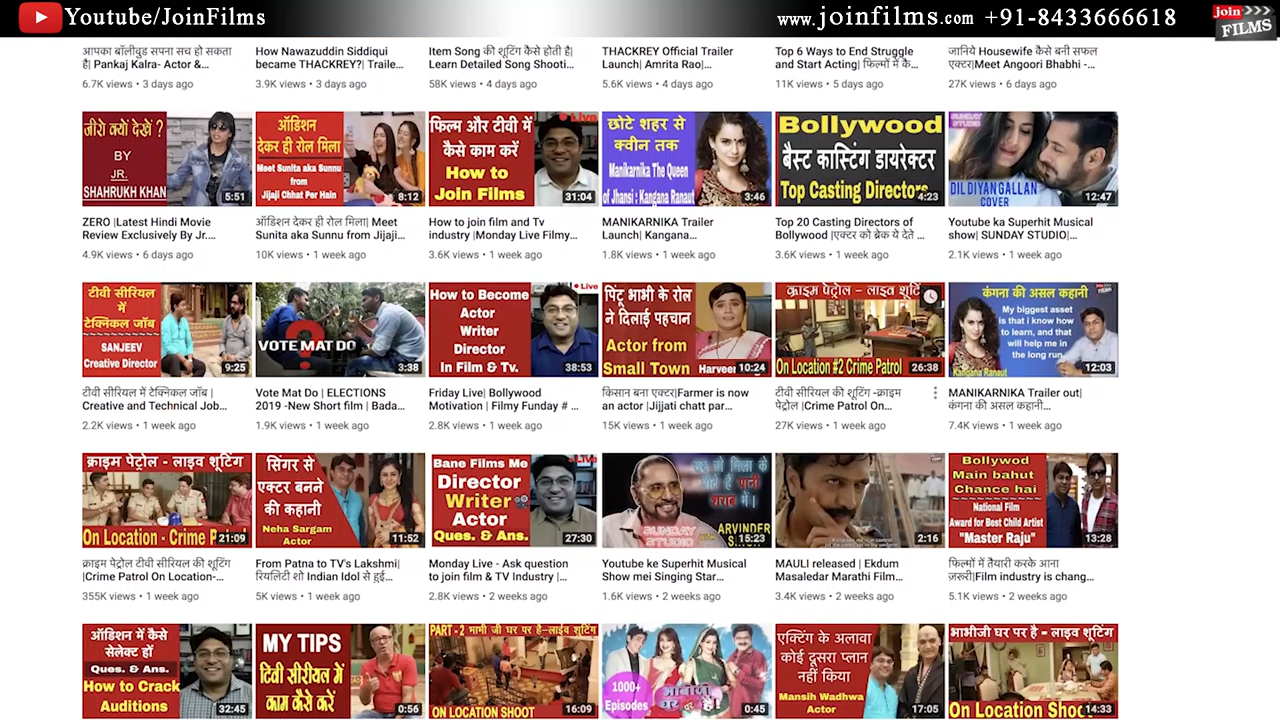 Youtube/JoinFilms
www.joinfilms.com +91-8433666618
join
FILMS
आपका बॉलीवुड सपना सच हो सकता
है| Pankaj Kalra- Actor &...
6.7K views • 3 days ago
How Nawazuddin Siddiqui
became THACKREY?| Traile...
3.9K views • 3 days ago
Item Song की शूटिंग कैसे होती है|
Learn Detailed Song Shooti...
58K views • 4 days ago
THACKREY Official Trailer
Launch| Amrita Rao|...
5.6K views • 4 days ago
Top 6 Ways to End Struggle
and Start Acting| फिल्मों में कै...
11K views • 5 days ago
जानिये Housewife कैसे बनी सफल
एक्टर|Meet Angoori Bhabhi -...
27K views • 6 days ago
जीरो क्यों देखें ?
BY
JR.
SHAHRUKH KHAN
5:51
ZERO |Latest Hindi Movie
Review Exclusively By Jr....
4.9K views • 6 days ago
ऑडिशन
देकर ही रोल मिला
Meet Sunita aka Sunnu
from
Jijaji Chhat Per Hain
8:12
ऑडिशन देकर ही रोल मिला| Meet
Sunita aka Sunnu from Jijaji...
10K views • 1 week ago
फिल्म और टीवी में
कैसे काम करें
How to
Join Films
Live
31:04
How to join film and Tv
industry |Monday Live Filmy...
3.6K views • 1 week ago
छोटे शहर से
क्वीन तक
Manikarnika The Queen
of Jhansi : Kangana Ranaut
3:46
MANIKARNIKA Trailer
Launch| Kangana...
1.8K views • 1 week ago
Bollywood
बैस्ट कास्टिंग डायरेक्टर
Top Casting Directors
4:23
Top 20 Casting Directors of
Bollywood |एक्टर को ब्रेक ये देते ...
3.6K views • 1 week ago
SUNDAY
STUDIO
DIL DIYAN GALLAN
COVER
12:47
Youtube ka Superhit Musical
show| SUNDAY STUDIO|...
2.1K views • 1 week ago
टीवी सीरियल
में
टेक्निकल जॉब
SANJEEV
Creative Director
9:25
टीवी सीरियल में टेक्निकल जॉब |
Creative and Technical Job...
2.2K views • 1 week ago
VOTE MAT DO
3:38
Vote Mat Do | ELECTIONS
2019 -New Short film | Bada...
1.9K views • 1 week ago
How to Become
Actor
Writer
Director
In Film & Tv.
Live
38:53
Friday Live| Bollywood
Motivation | Filmy Funday # ...
2.8K views • 1 week ago
पिंटू भाभी के रोल
ने दिलाई पहचान
Actor from
Small Town
Harveer
10:24
किसान बना एक्टर|Farmer is now
an actor |Jijjati chatt par...
15K views • 1 week ago
क्राइम पेट्रोल - लाइव शूटिं
On Location #2 Crime Patrol
26:38
टीवी सीरियल की शूटिंग -क्राइम
पेट्रोल |Crime Patrol On...
27K views • 1 week ago
कंगना की असल कहानी
My biggest asset
is that I know how
to learn, and that
will help me in
the long run.
Kangana Ranaut
12:03
MANIKARNIKA Trailer out|
कंगना की असल कहानी...
7.4K views • 1 week ago
क्राइम पेट्रोल - लाइव शूटिंग
On Location - Crime P
21:09
क्राइम पेट्रोल टीवी सीरियल की शूटिंग
|Crime Patrol On Location-...
355K views • 1 week ago
सिंगर से
एक्टर बनने
की कहानी
Neha Sargam
Actor
11:52
From Patna to TV's Lakshmi|
रियलिटी शो Indian Idol से हुई...
5K views • 1 week ago
Bane Films Me
Director
Writer
Actor
Ques. & Ans.
27:30
Monday Live - Ask question
to join film & TV Industry |...
2.8K views • 2 weeks ago
SUNDAY
STUDIO
ARVINDER
15:23
Youtube ke Superhit Musical
Show mei Singing Star...
1.6K views • 2 weeks ago
2:16
MAULI released | Ekdum
Masaledar Marathi Film...
3.4K views • 2 weeks ago
Bollywod
Main bahut
Chance hai
National Film
Award for Best Child Artist
"Master Raju"
13:28
फिल्मों में तैयारी करके आना
ज़रूरी|Film industry is chang...
5.1K views • 2 weeks ago
ऑडिशन में कैसे
सेलेक्ट हों
Ques. & Ans.
How to Crack
Auditions
32:45
MY TIPS
टिवी सीरियल में
काम कैसे करें
0:56
PART-2 भाभी जी घर पर है-लाईव शूटिंग
ON LOCATION SHOOT
16:09
1000+
Episodes
भाबीजी
घर पर हैं!
0:45
एक्टिंग के अलावा
कोई दूसरा प्लान
नहीं किया
Mansih Wadhwa
Actor
17:05
भाभीजी घर पर है - लाइव शूटिंग
On Location Shoo
14:33